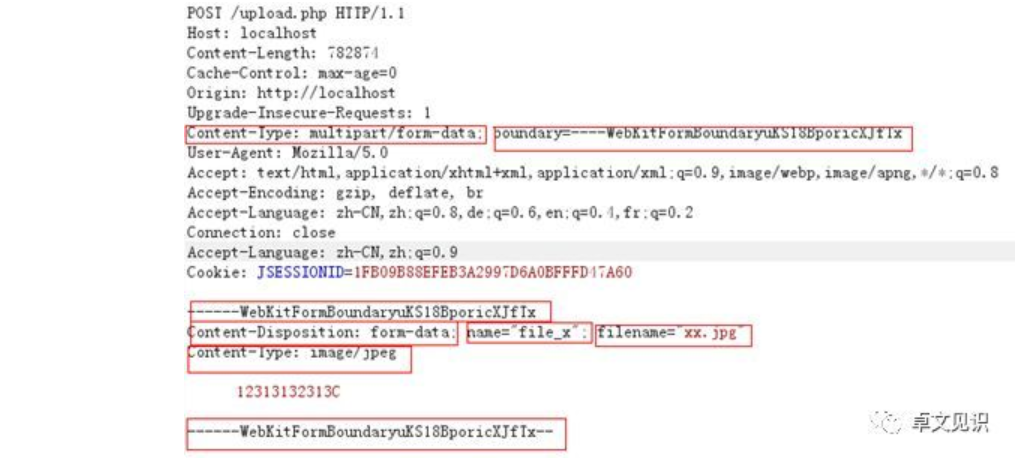 POST /upload.php HTTP/1.1
Host: localhost
Content-Length: 782874
Cache-Control: max-age=0
Origin: http://localhost
Upgrade-Insecure-Requests: 1
Content-Type: multipart/form-data; boundary=----WebKitFormBoundaryuKS18BporicXJfTx
User-Agent: Mozilla/5.0
Accept: text/html,application/xhtml+xml,application/xml;q=0.9,image/webp,image/apng,*/*;q=0.8
Accept-Encoding: gzip, deflate, br
Accept-Language: zh-CN,zh;q=0.8,de;q=0.6,en;q=0.4,fr;q=0.2
Connection: close
Accept-Language: zh-CN,zh;q=0.9
Cookie: JSESSIONID=1FB09B88EFEB3A2997D6A0BFFFD47A60
------WebKitFormBoundaryuKS18BporicXJfTx
Content-Disposition: form-data; name="file_x"; filename="xx.jpg"
Content-Type: image/jpeg
12313132313C
------WebKitFormBoundaryuKS18BporicXJfTx--
卓文见识